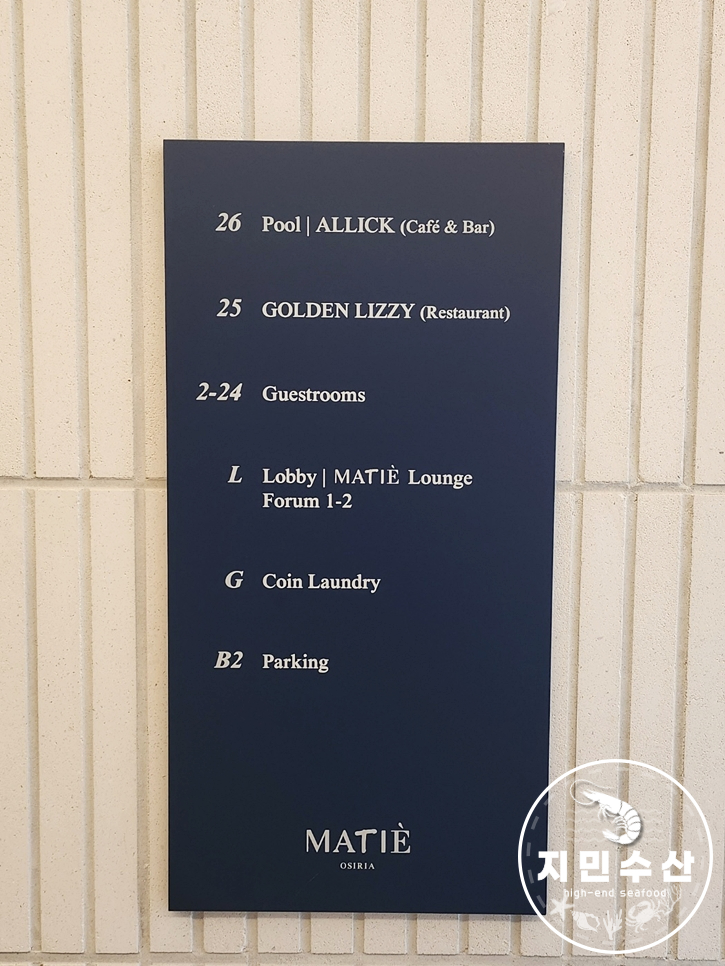 26 Pool | ALLICK (Café & Bar)
25 GOLDEN LIZZY (Restaurant)
2-24 Guestrooms
L Lobby | MATIÈ Lounge
Forum 1-2
G Coin Laundry
B2 Parking
MATIÈ
OSIRIA
지민수산
high-end seafood